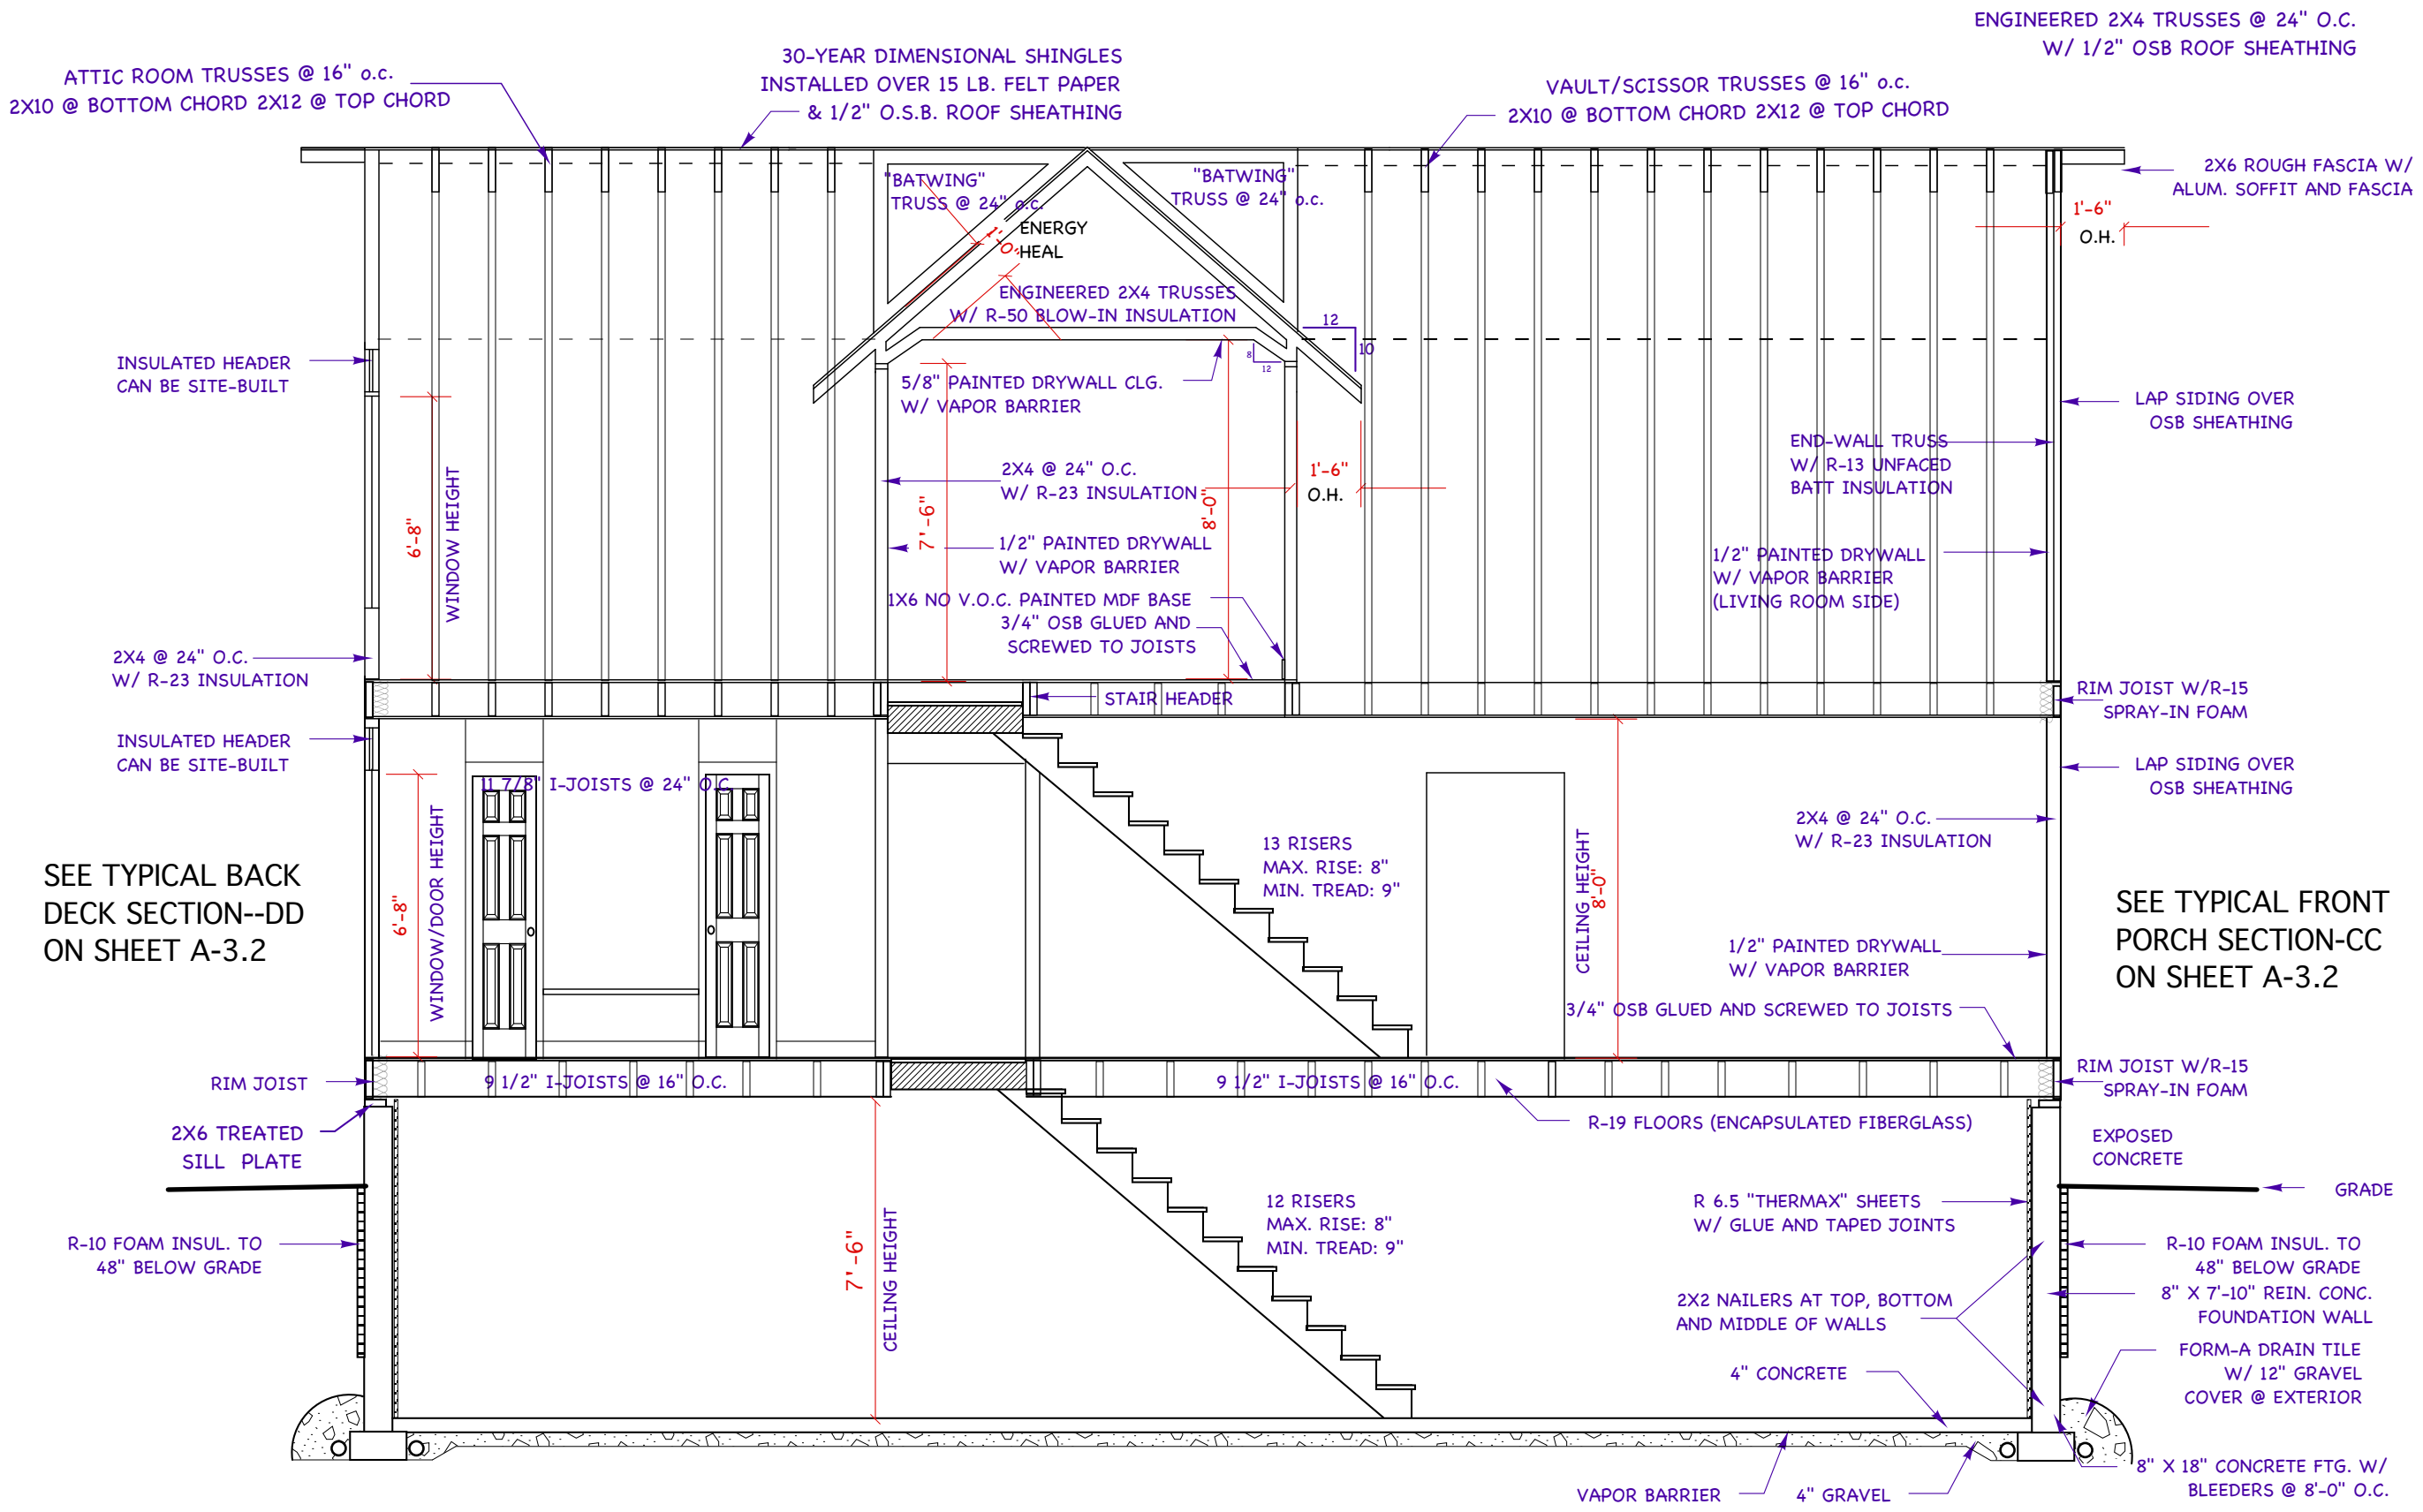 ENGINEERED 2X4 TRUSSES @ 24" O.C.
W/ 1/2" OSB ROOF SHEATHING
30-YEAR DIMENSIONAL SHINGLES
INSTALLED OVER 15 LB. FELT PAPER
& 1/2" O.S.B. ROOF SHEATHING
ATTIC ROOM TRUSSES @ 16" o.c.
2X10 @ BOTTOM CHORD 2X12 @ TOP CHORD
VAULT/SCISSOR TRUSSES @ 16" o.c.
2X10 @ BOTTOM CHORD 2X12 @ TOP CHORD
2X6 ROUGH FASCIA W/
ALUM. SOFFIT AND FASCIA
"BATWING"
TRUSS @ 24" o.c.
"BATWING"
TRUSS @ 24" o.c.
1'-6"
O.H.
1'-0"
ENERGY
HEAL
ENGINEERED 2X4 TRUSSES
W/ R-50 BLOW-IN INSULATION
12
10
8
12
INSULATED HEADER
CAN BE SITE-BUILT
5/8" PAINTED DRYWALL CLG.
W/ VAPOR BARRIER
LAP SIDING OVER
OSB SHEATHING
END-WALL TRUSS
W/ R-13 UNFACED
BATT INSULATION
2X4 @ 24" O.C.
W/ R-23 INSULATION
1'-6"
O.H.
6'-8"
WINDOW HEIGHT
7'-6"
8'-0"
1/2" PAINTED DRYWALL
W/ VAPOR BARRIER
1/2" PAINTED DRYWALL
W/ VAPOR BARRIER
(LIVING ROOM SIDE)
1X6 NO V.O.C. PAINTED MDF BASE
3/4" OSB GLUED AND
SCREWED TO JOISTS
2X4 @ 24" O.C.
W/ R-23 INSULATION
STAIR HEADER
RIM JOIST W/R-15
SPRAY-IN FOAM
INSULATED HEADER
CAN BE SITE-BUILT
11 7/8" I-JOISTS @ 24" O.C.
LAP SIDING OVER
OSB SHEATHING
2X4 @ 24" O.C.
W/ R-23 INSULATION
13 RISERS
MAX. RISE: 8"
MIN. TREAD: 9"
6'-8"
WINDOW/DOOR HEIGHT
CEILING HEIGHT
8'-0"
SEE TYPICAL BACK
DECK SECTION--DD
ON SHEET A-3.2
SEE TYPICAL FRONT
PORCH SECTION-CC
ON SHEET A-3.2
1/2" PAINTED DRYWALL
W/ VAPOR BARRIER
3/4" OSB GLUED AND SCREWED TO JOISTS
RIM JOIST
9 1/2" I-JOISTS @ 16" O.C.
9 1/2" I-JOISTS @ 16" O.C.
RIM JOIST W/R-15
SPRAY-IN FOAM
R-19 FLOORS (ENCAPSULATED FIBERGLASS)
2X6 TREATED
SILL PLATE
EXPOSED
CONCRETE
GRADE
12 RISERS
MAX. RISE: 8"
MIN. TREAD: 9"
R 6.5 "THERMAX" SHEETS
W/ GLUE AND TAPED JOINTS
R-10 FOAM INSUL. TO
48" BELOW GRADE
7'-6"
CEILING HEIGHT
R-10 FOAM INSUL. TO
48" BELOW GRADE
8" X 7'-10" REIN. CONC.
FOUNDATION WALL
2X2 NAILERS AT TOP, BOTTOM
AND MIDDLE OF WALLS
FORM-A DRAIN TILE
W/ 12" GRAVEL
COVER @ EXTERIOR
4" CONCRETE
8" X 18" CONCRETE FTG. W/
BLEEDERS @ 8'-0" O.C.
VAPOR BARRIER
4" GRAVEL